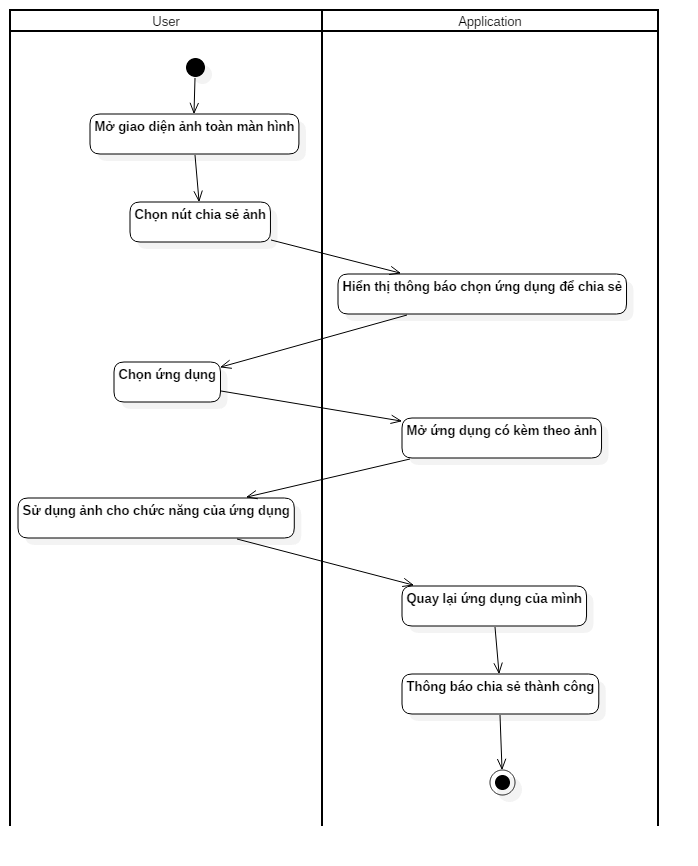 User
Application
Mở giao diện ảnh toàn màn hình
Chọn nút chia sẻ ảnh
Hiển thị thông báo chọn ứng dụng để chia sẻ
Chọn ứng dụng
Mở ứng dụng có kèm theo ảnh
Sử dụng ảnh cho chức năng của ứng dụng
Quay lại ứng dụng của mình
Thông báo chia sẻ thành công